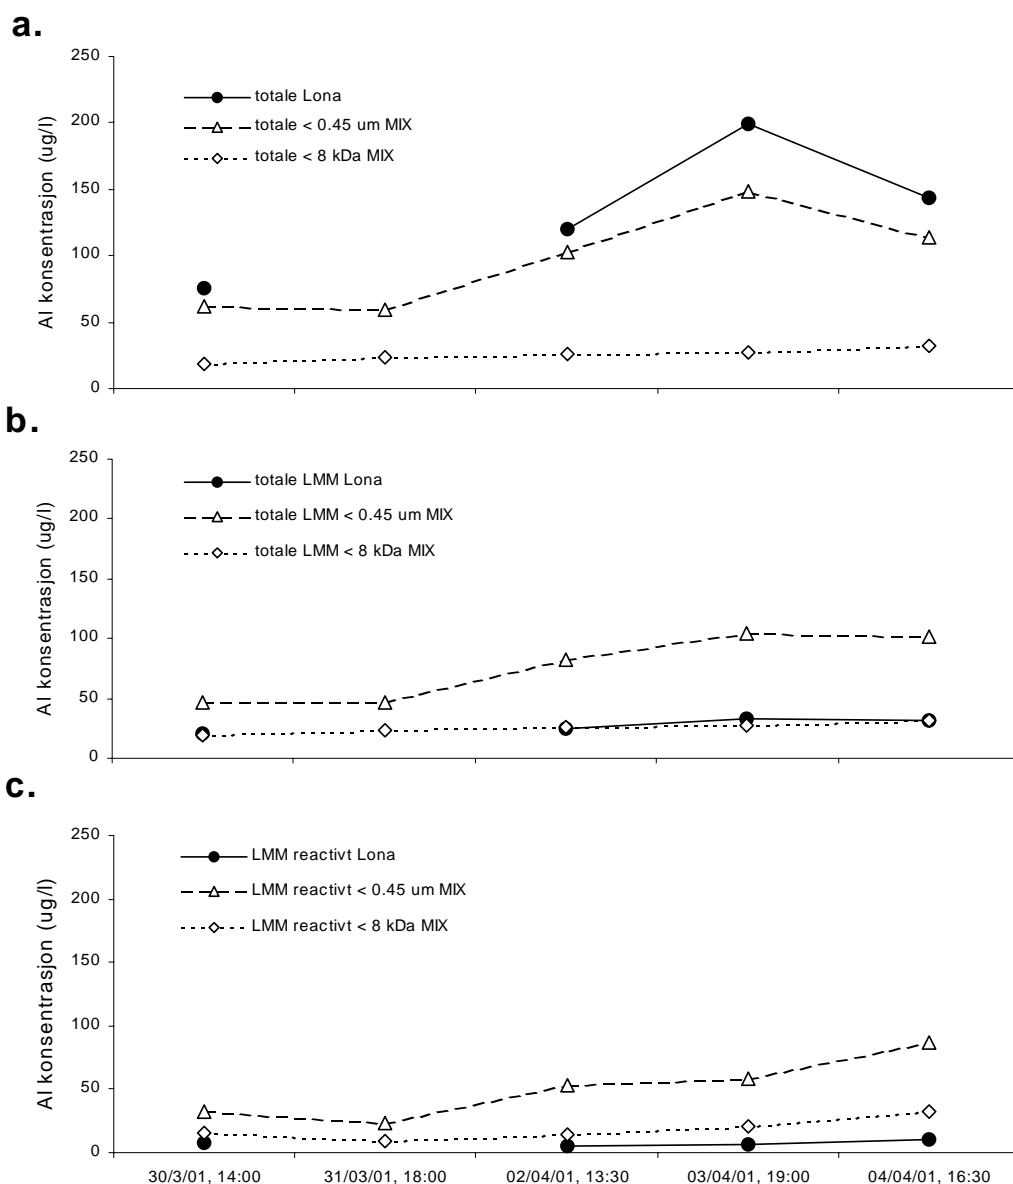 a.
250
200
150
100
50
0
Al konsentrasjon (ug/l)
totale Lona
totale < 0.45 um MIX
totale < 8 kDa MIX
b.
250
200
150
100
50
0
Al konsentrasjon (ug/l)
totale LMM Lona
totale LMM < 0.45 um MIX
totale LMM < 8 kDa MIX
c.
250
200
150
100
50
0
Al konsentrasjon (ug/l)
LMM reactivt Lona
LMM reactivt < 0.45 um MIX
LMM reactivt < 8 kDa MIX
30/3/01, 14:00 31/03/01, 18:00 02/04/01, 13:30 03/04/01, 19:00 04/04/01, 16:30